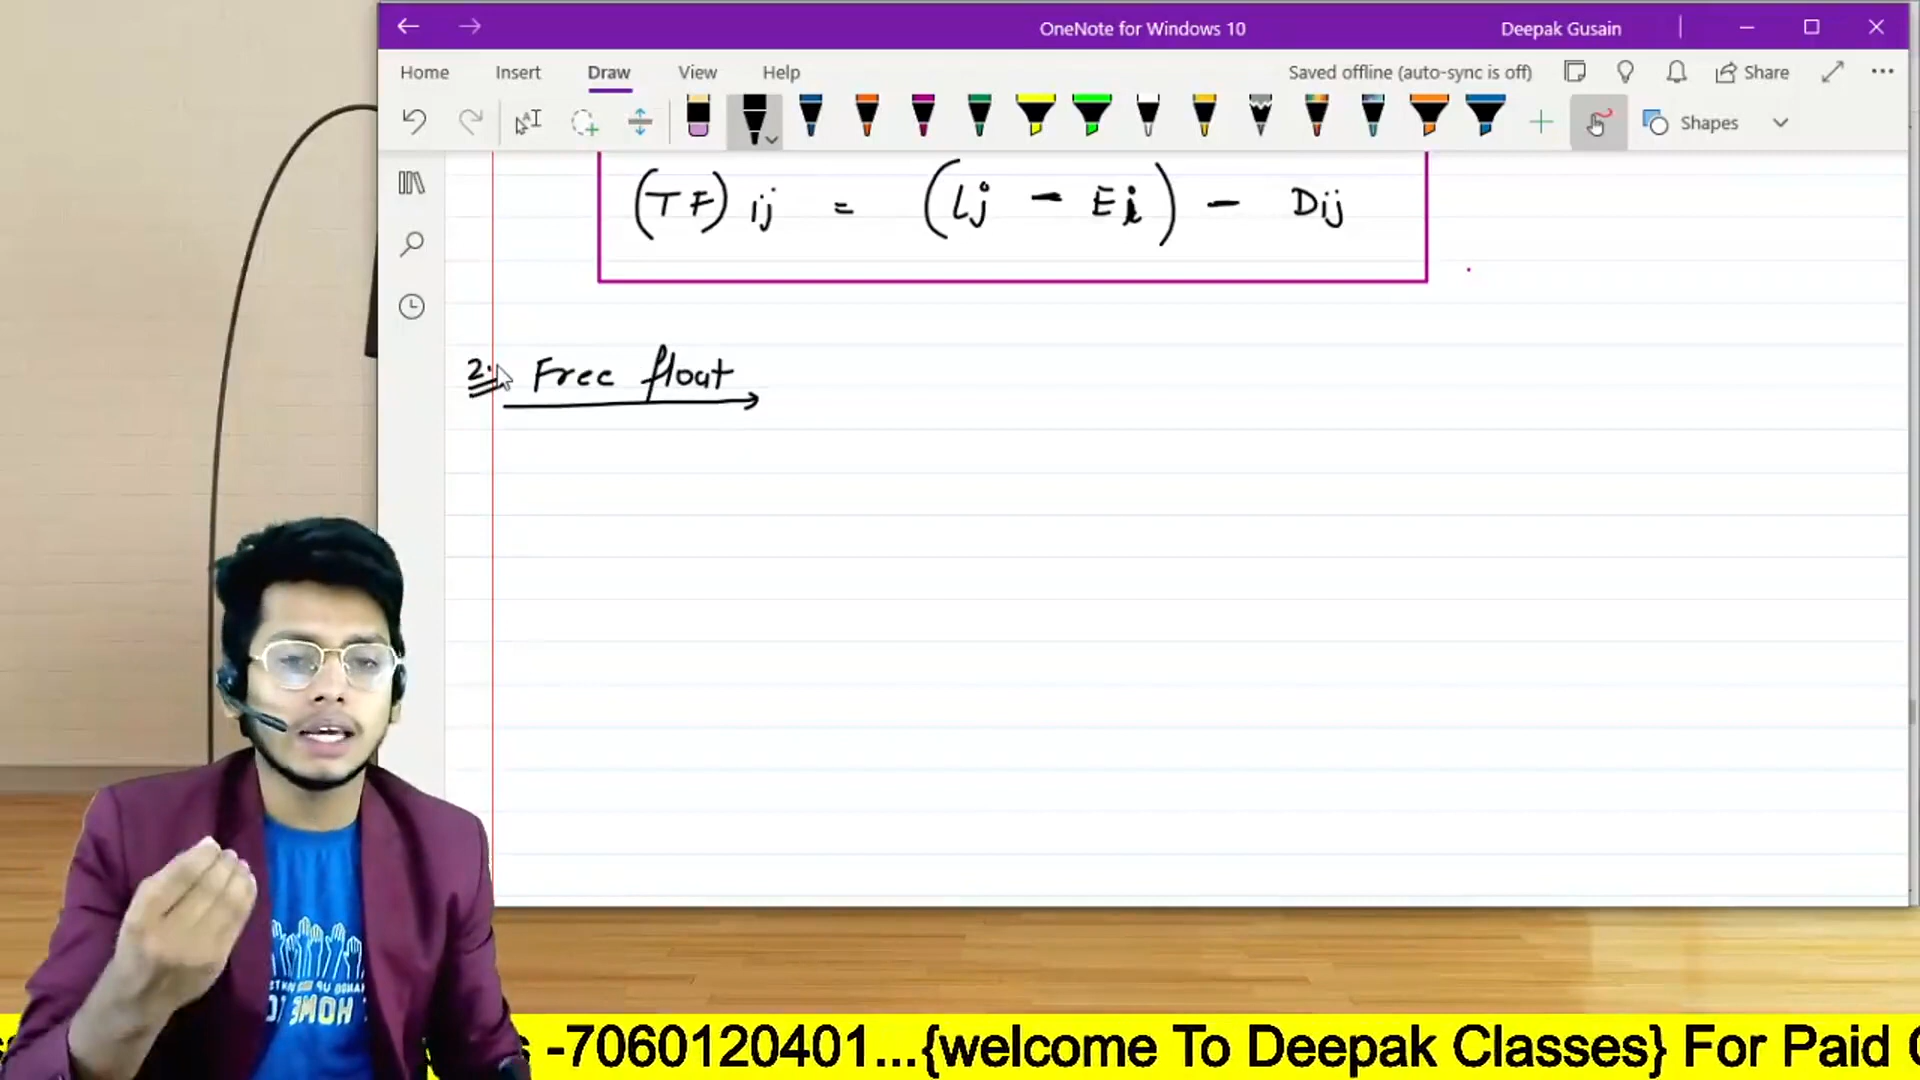 OneNote for Windows 10
Deepak Gusain
Home Insert Draw View Help
Saved offline (auto-sync is off)
Share
Shapes
(TF) ij = (Lj - Ei) - Dij
2. Free float
HOME
-7060120401...{welcome To Deepak Classes} For Paid